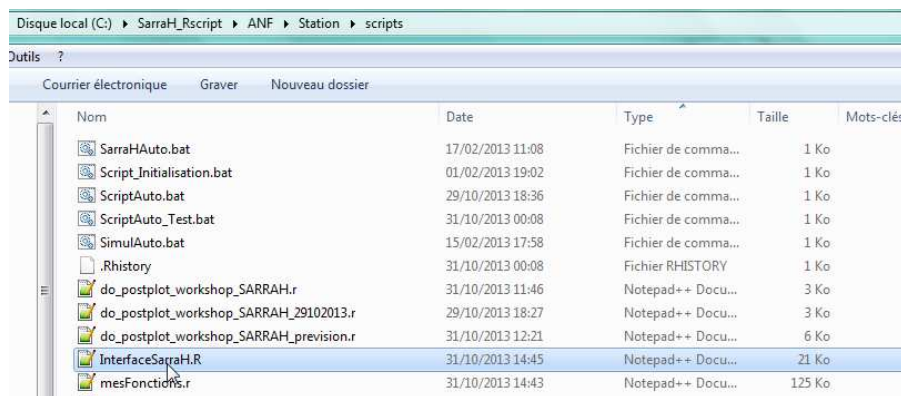 Disque local (C:) ▸ SarraH_Rscript ▸ ANF ▸ Station ▸ scripts
Outils ?
Courrier électronique Graver Nouveau dossier
Nom Date Type Taille Mots-clés
SarraHAuto.bat 17/02/2013 11:08 Fichier de comma... 1 Ko
Script_Initialisation.bat 01/02/2013 19:02 Fichier de comma... 1 Ko
ScriptAuto.bat 29/10/2013 18:36 Fichier de comma... 1 Ko
ScriptAuto_Test.bat 31/10/2013 00:08 Fichier de comma... 1 Ko
SimulAuto.bat 15/02/2013 17:58 Fichier de comma... 1 Ko
.Rhistory 31/10/2013 00:08 Fichier RHISTORY 1 Ko
do_postplot_workshop_SARRAH.r 31/10/2013 11:46 Notepad++ Docu... 3 Ko
do_postplot_workshop_SARRAH_29102013.r 29/10/2013 18:27 Notepad++ Docu... 3 Ko
do_postplot_workshop_SARRAH_prevision.r 31/10/2013 12:21 Notepad++ Docu... 6 Ko
InterfaceSarraH.R 31/10/2013 14:45 Notepad++ Docu... 21 Ko
mesFonctions.r 31/10/2013 14:43 Notepad++ Docu... 125 Ko